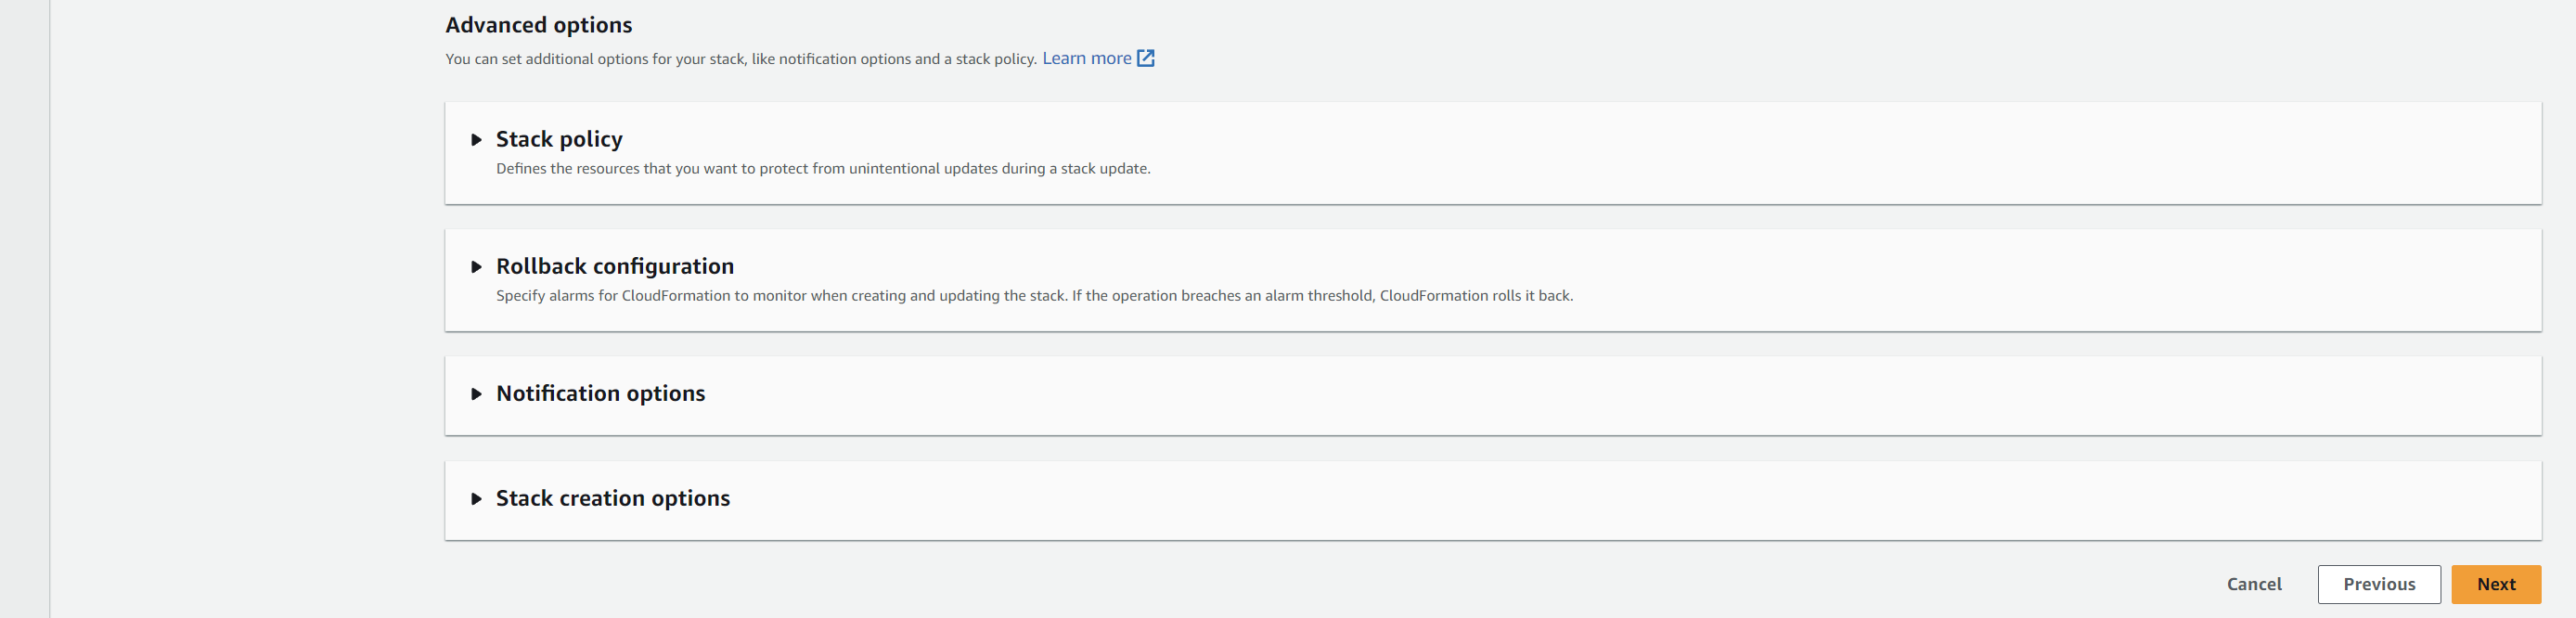 Advanced options
You can set additional options for your stack, like notification options and a stack policy. Learn more
Stack policy
Defines the resources that you want to protect from unintentional updates during a stack update.
Rollback configuration
Specify alarms for CloudFormation to monitor when creating and updating the stack. If the operation breaches an alarm threshold, CloudFormation rolls it back.
Notification options
Stack creation options
Cancel Previous Next